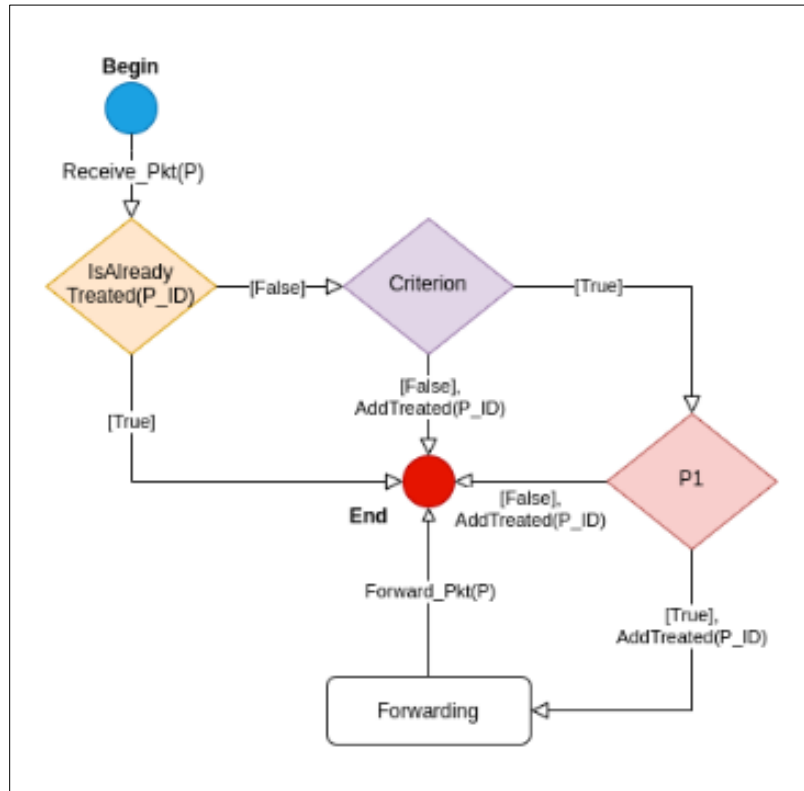 Begin
Receive_Pkt(P)
IsAlready
Treated(P_ID)
[False]
Criterion
[True]
[False],
AddTreated(P_ID)
[True]
P1
End
[False],
AddTreated(P_ID)
Forward_Pkt(P)
[True],
AddTreated(P_ID)
Forwarding